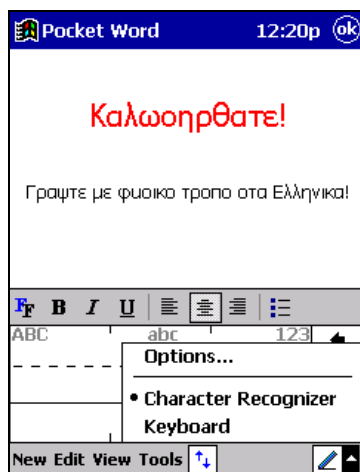 Pocket Word 12:20p ok
Καλωσηρθατε!
Γραψτε με φυσικο τροπο στα Ελληνικα!
FF B I U
ABC abc 123
Options...
Character Recognizer
Keyboard
New Edit View Tools